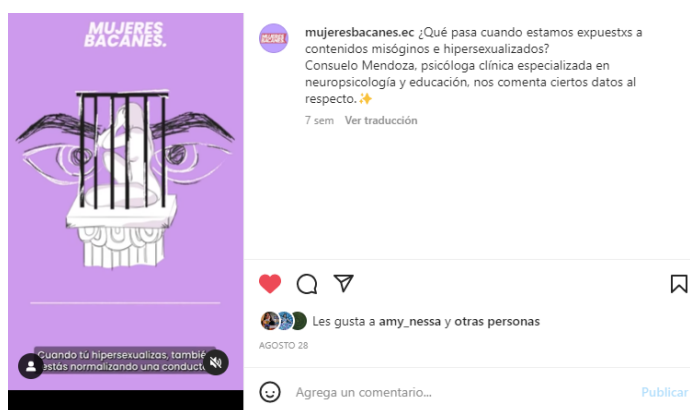 MUJERES
BACANES.
Cuando tú hipersexualizas, también
estás normalizando una conducta
mujeresbacanes.ec ¿Qué pasa cuando estamos expuestxs a
contenidos misóginos e hipersexualizados?
Consuelo Mendoza, psicóloga clínica especializada en
neuropsicología y educación, nos comenta ciertos datos al
respecto.✨
7 sem Ver traducción
Les gusta a amy_nessa y otras personas
AGOSTO 28
Agrega un comentario...
Publicar